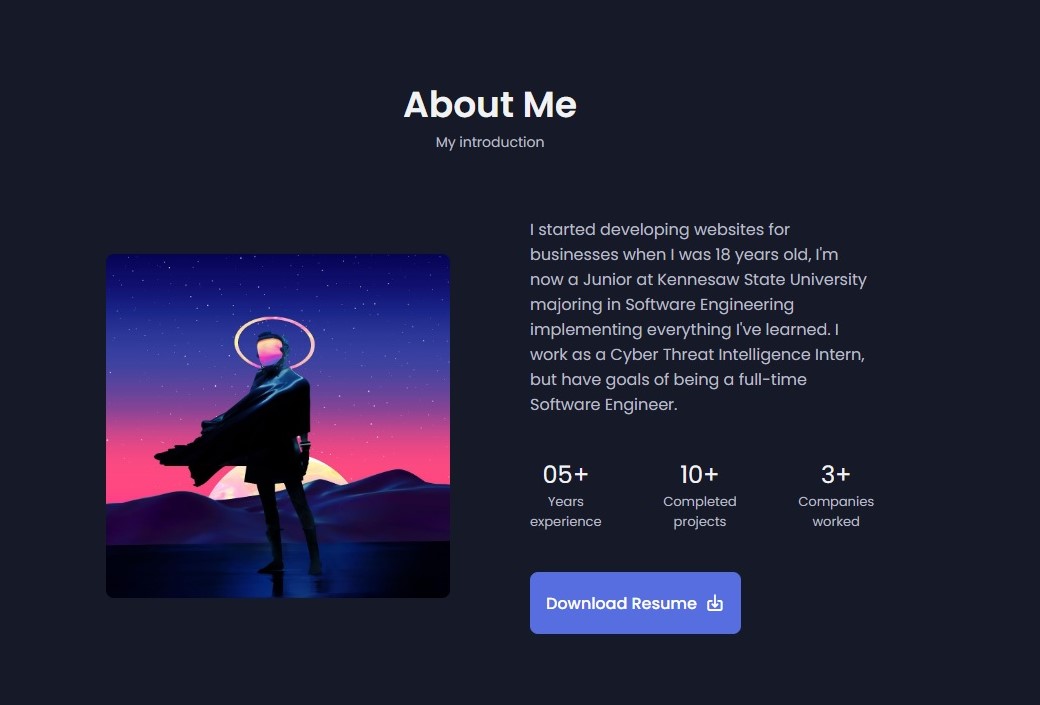 About Me
My introduction
I started developing websites for
businesses when I was 18 years old, I'm
now a Junior at Kennesaw State University
majoring in Software Engineering
implementing everything I've learned. I
work as a Cyber Threat Intelligence Intern,
but have goals of being a full-time
Software Engineer.
05+ 10+ 3+
Years Completed Companies
experience projects worked
Download Resume